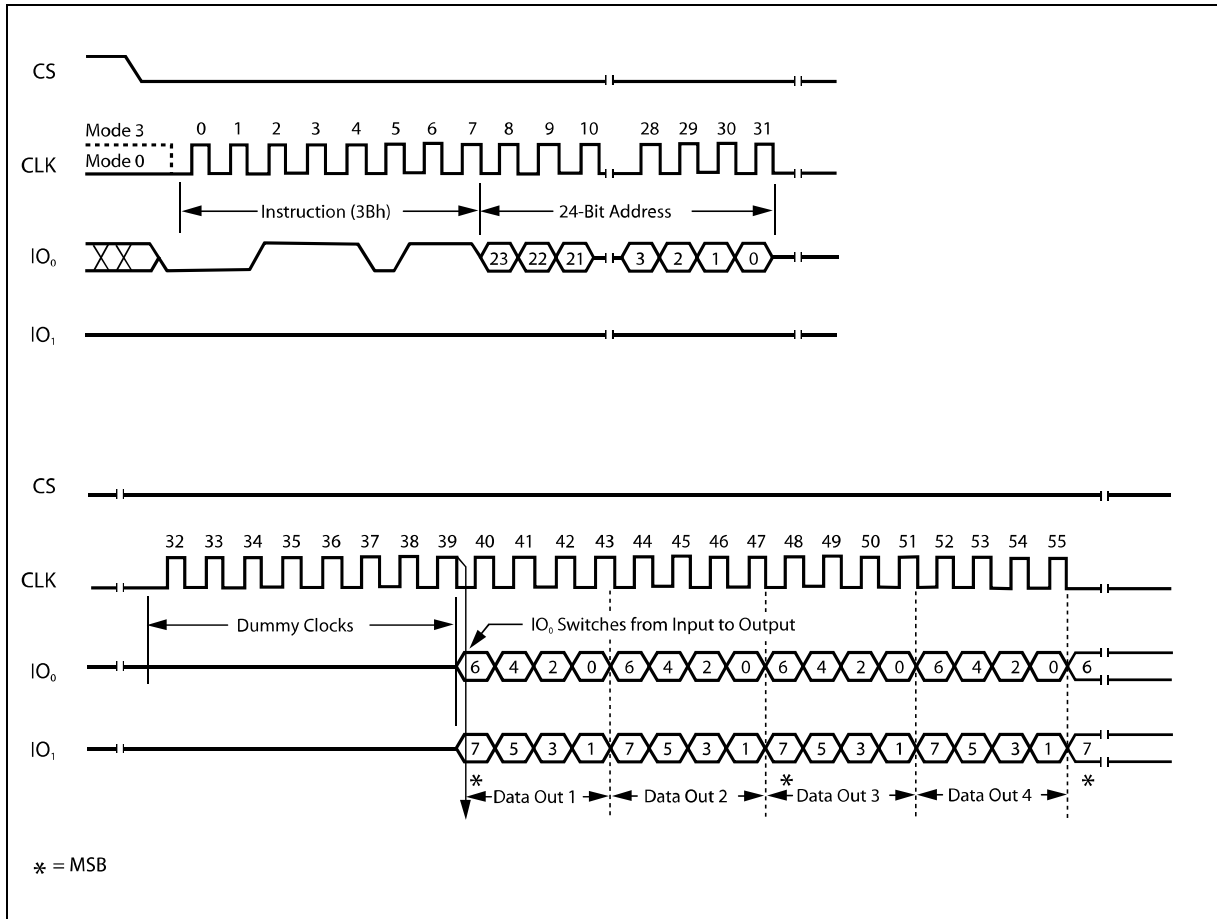 CS
Mode 3
0 1 2 3 4 5 6 7 8 9 10 28 29 30 31
Mode 0
CLK
Instruction (3Bh) 24-Bit Address
IO₀ 23 22 21 3 2 1 0
IO₁
CS
32 33 34 35 36 37 38 39 40 41 42 43 44 45 46 47 48 49 50 51 52 53 54 55
CLK
Dummy Clocks IO₀ Switches from Input to Output
IO₀ 6 4 2 0 6 4 2 0 6 4 2 0 6 4 2 0 6
IO₁ 7 5 3 1 7 5 3 1 7 5 3 1 7 5 3 1 7
* * *
Data Out 1 Data Out 2 Data Out 3 Data Out 4
* = MSB